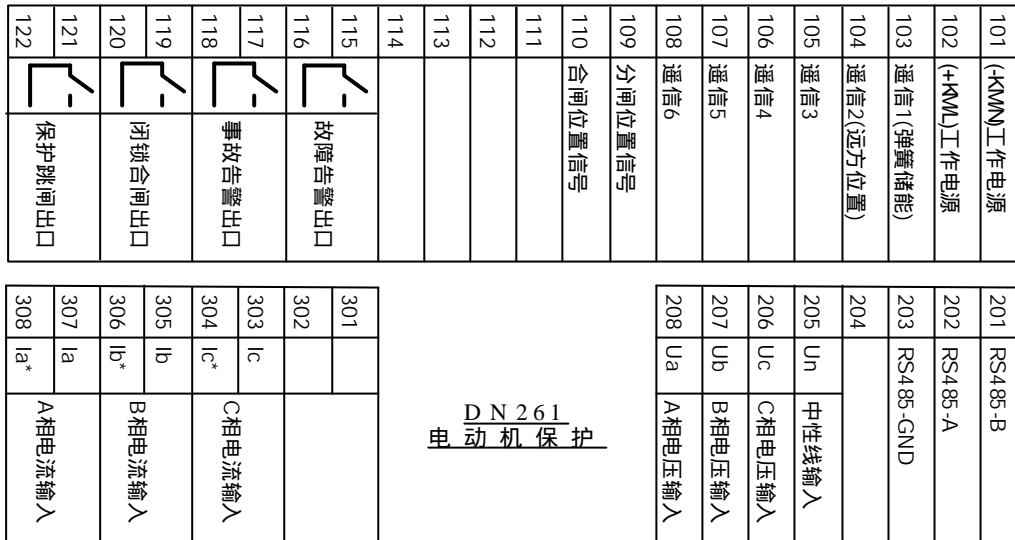 101 (-KMN)工作电源
102 (+KML)工作电源
103 遥信1(弹簧储能)
104 遥信2(远方位置)
105 遥信3
106 遥信4
107 遥信5
108 遥信6
109 分闸位置信号
110 合闸位置信号
111
112
113
114
115
116
故障告警出口
117
118
事故告警出口
119
120
闭锁合闸出口
121
122
保护跳闸出口
201 RS485-B
202 RS485-A
203 RS485-GND
204
205 Un 中性线输入
206 Uc C相电压输入
207 Ub B相电压输入
208 Ua A相电压输入
DN261
电动机保护
301
302
303 Ic
304 Ic*
C相电流输入
305 Ib
306 Ib*
B相电流输入
307 Ia
308 Ia*
A相电流输入